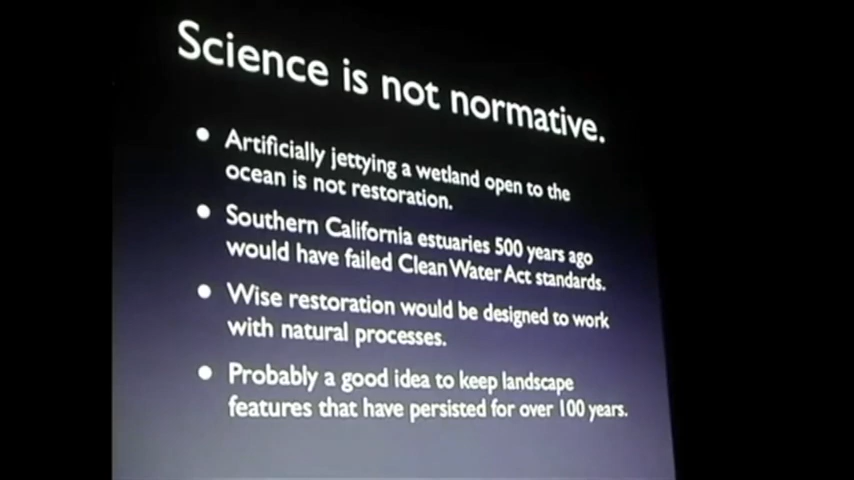 Science is not normative.
• Artificially jettying a wetland open to the
ocean is not restoration.
• Southern California estuaries 500 years ago
would have failed Clean Water Act standards.
• Wise restoration would be designed to work
with natural processes.
• Probably a good idea to keep landscape
features that have persisted for over 100 years.